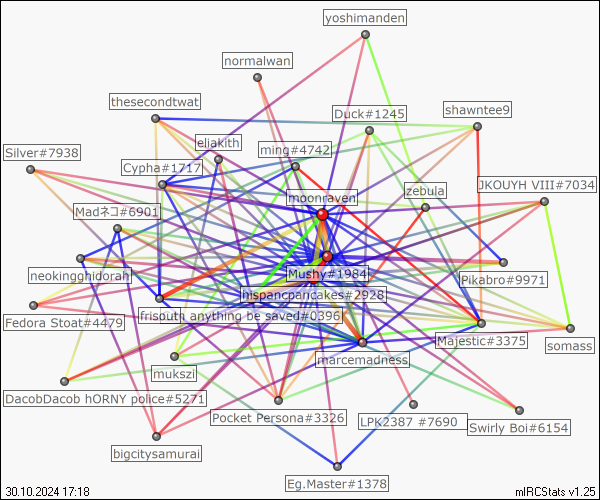 yoshimanden
normalwan
thesecondtwat
Duck#1245
shawntee9
Silver#7938
eliakith
ming#4742
Cypha#1717
moonraven
zebula
JKOUYH VIII#7034
Madネコ#6901
neokingghidorah
Mushy#1984
Pikabro#9971
hispancpancakes#2928
Fedora Stoat#4479
frisouth anything be saved#0396
Majestic#3375
somass
marcemadness
mukszi
DacobDacob hORNY police#5271
Pocket Persona#3326
LPK2387 #7690
Swirly Boi#6154
bigcitysamurai
Eg.Master#1378
30.10.2024 17:18
mIRCStats v1.25